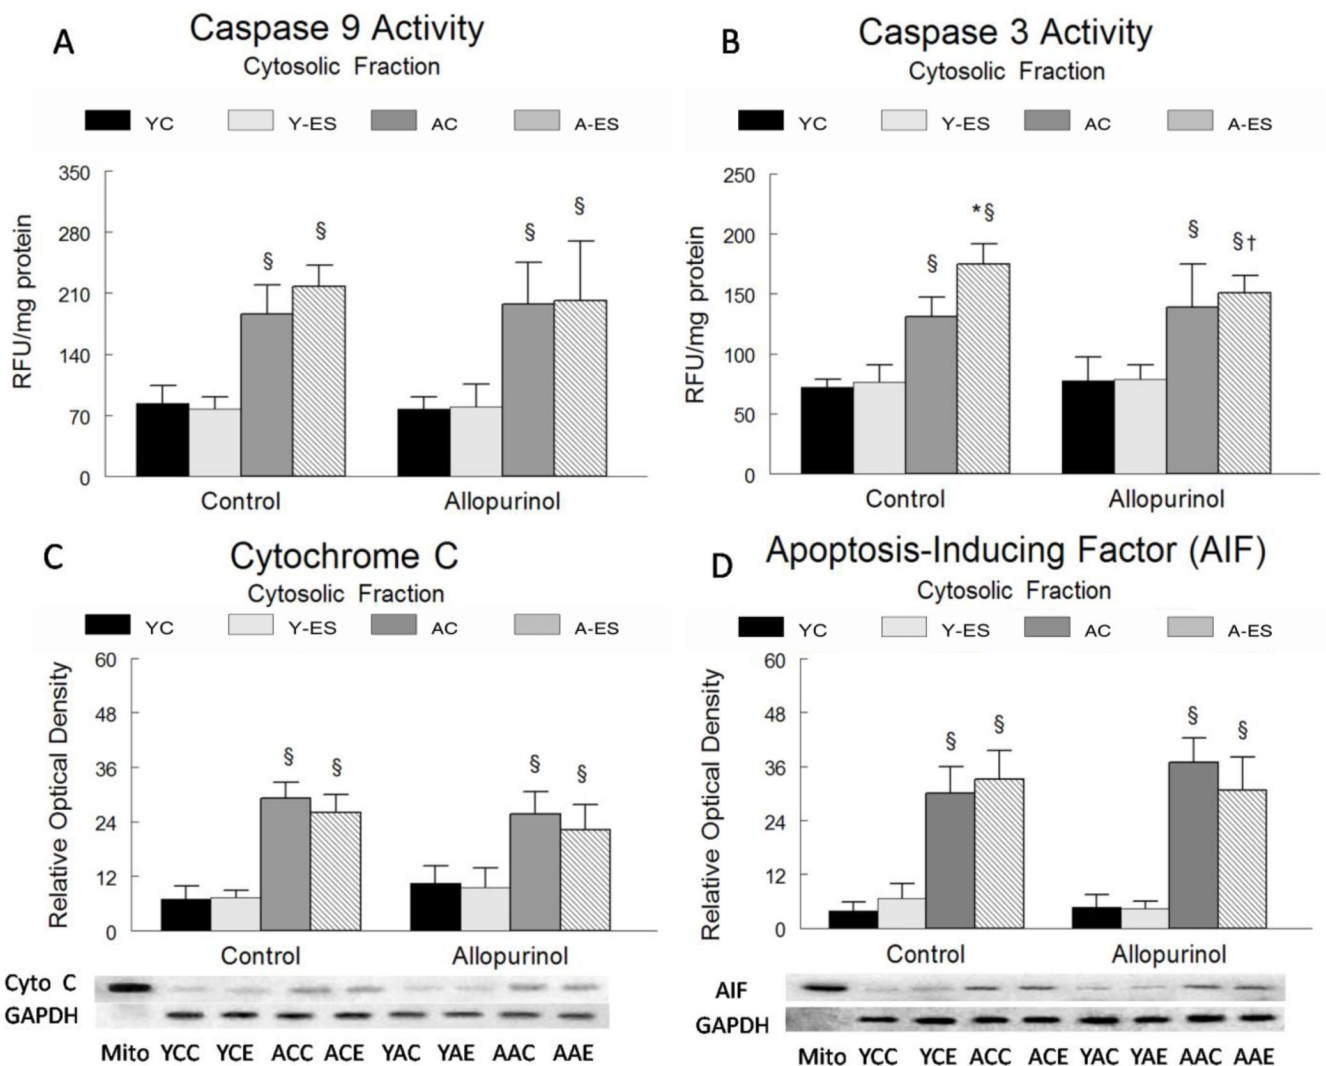 A
Caspase 9 Activity
Cytosolic Fraction
YC Y-ES AC A-ES
RFU/mg protein
350
280
210
140
70
0
§ § § §
Control Allopurinol
B
Caspase 3 Activity
Cytosolic Fraction
YC Y-ES AC A-ES
RFU/mg protein
250
200
150
100
50
0
§ *§ § §†
Control Allopurinol
C
Cytochrome C
Cytosolic Fraction
YC Y-ES AC A-ES
Relative Optical Density
60
48
36
24
12
0
§ § § §
Control Allopurinol
Cyto C
GAPDH
Mito YCC YCE ACC ACE YAC YAE AAC AAE
D
Apoptosis-Inducing Factor (AIF)
Cytosolic Fraction
YC Y-ES AC A-ES
Relative Optical Density
60
48
36
24
12
0
§ § § §
Control Allopurinol
AIF
GAPDH
Mito YCC YCE ACC ACE YAC YAE AAC AAE